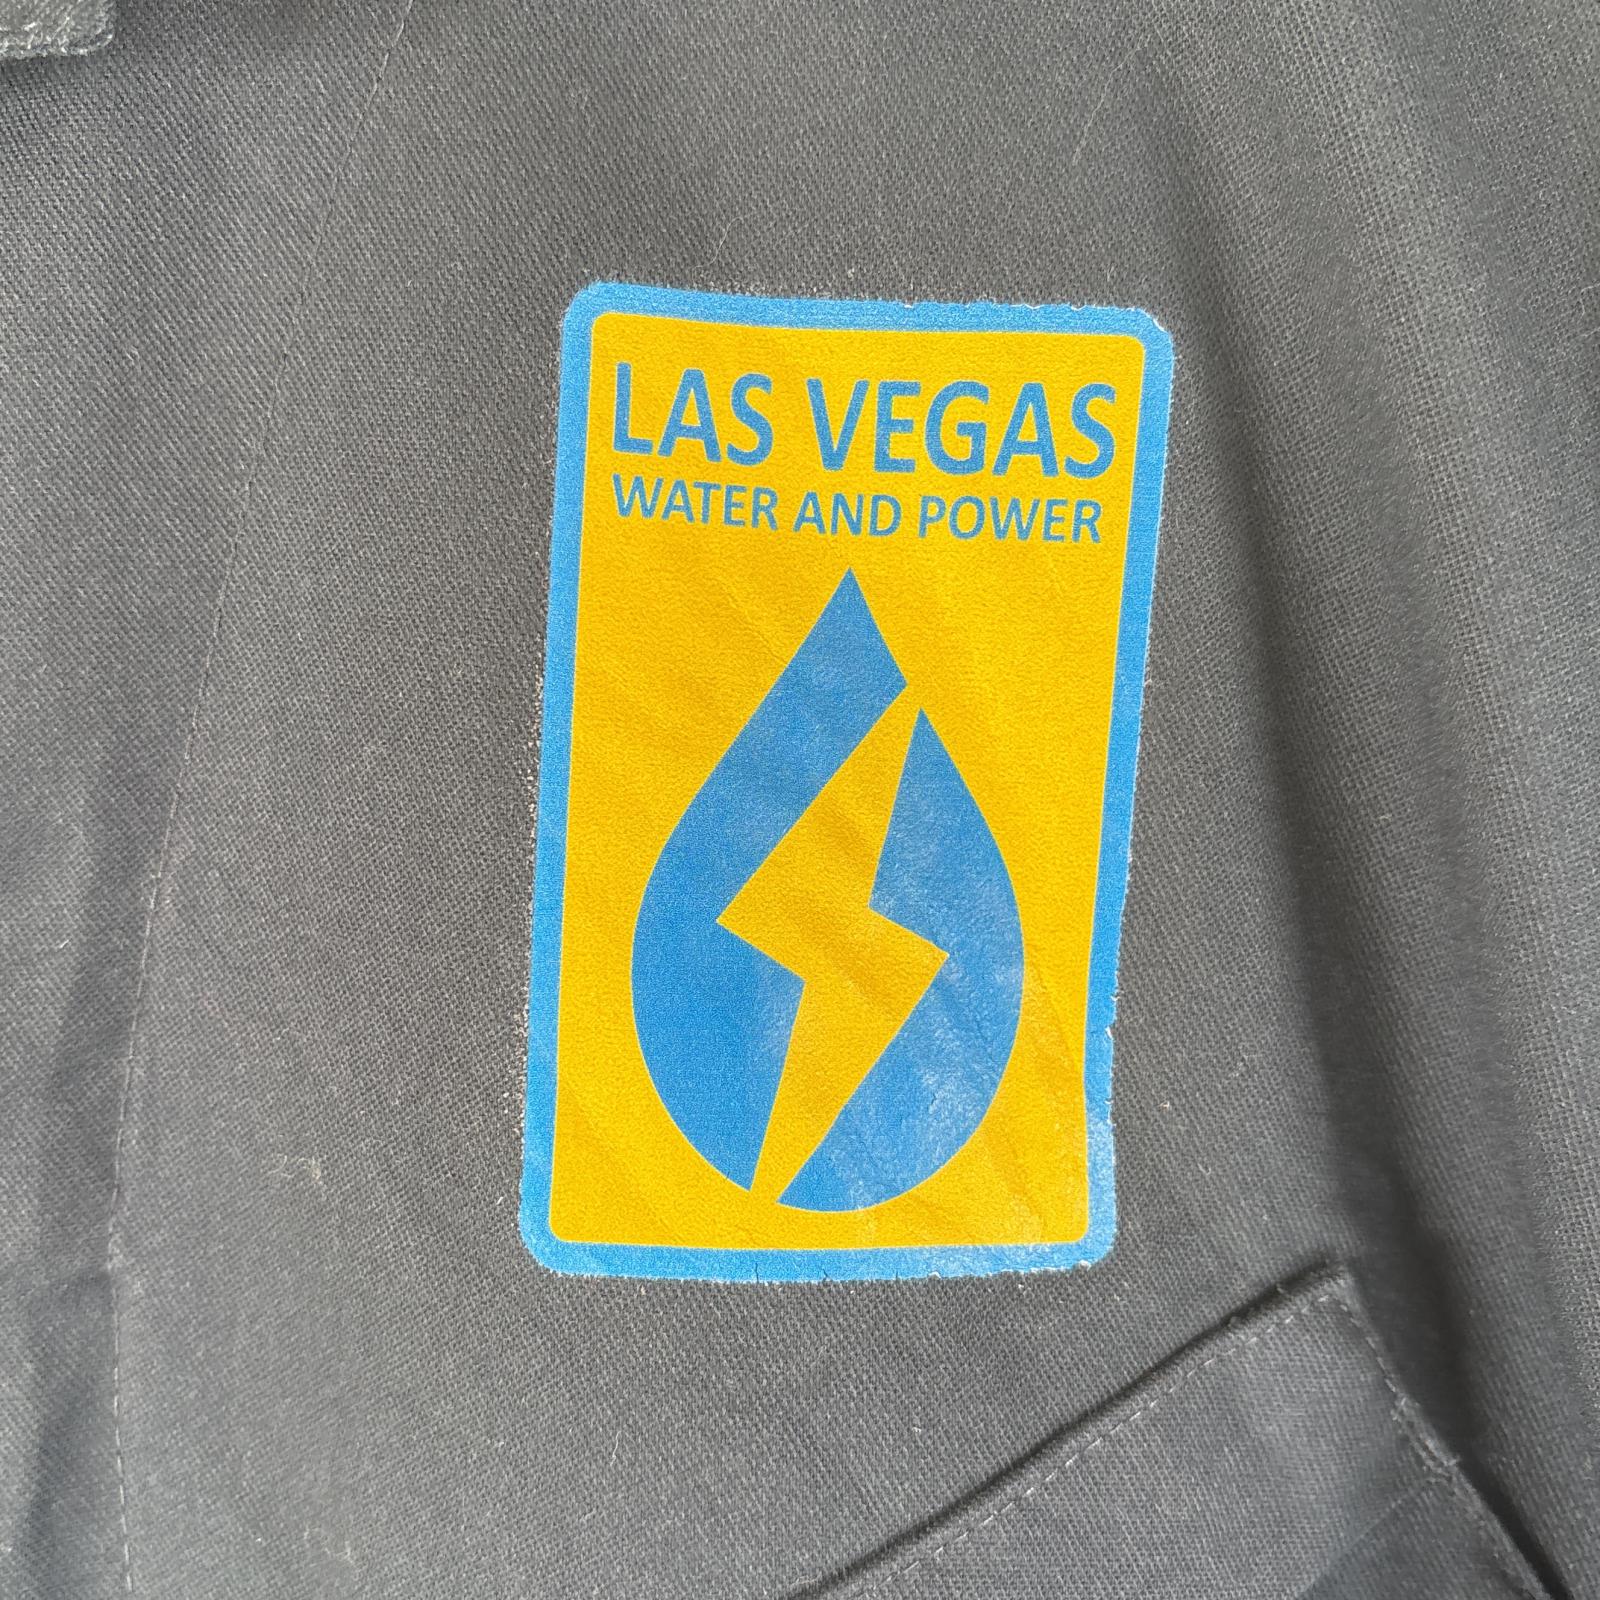 LAS VEGAS
WATER AND POWER